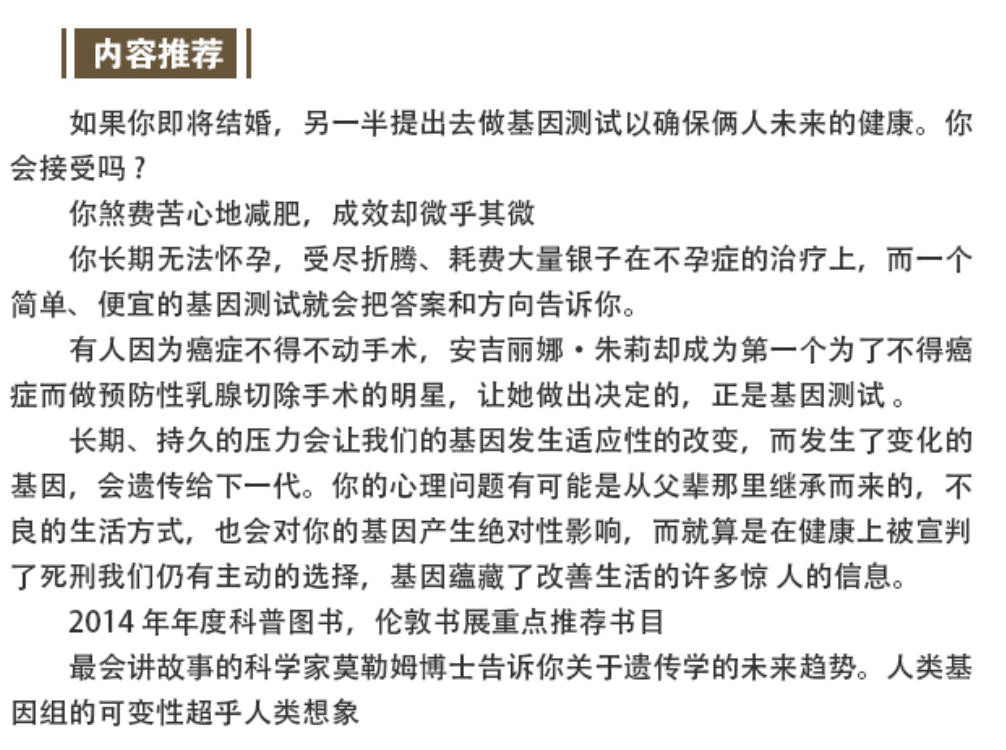 内容推荐
如果你即将结婚，另一半提出去做基因测试以确保俩人未来的健康。你
会接受吗？
你煞费苦心地减肥，成效却微乎其微
你长期无法怀孕，受尽折腾、耗费大量银子在不孕症的治疗上，而一个
简单、便宜的基因测试就会把答案和方向告诉你。
有人因为癌症不得不动手术，安吉丽娜·朱莉却成为第一个为了不得癌
症而做预防性乳腺切除手术的明星，让她做出决定的，正是基因测试 。
长期、持久的压力会让我们的基因发生适应性的改变，而发生了变化的
基因，会遗传给下一代。你的心理问题有可能是从父辈那里继承而来的，不
良的生活方式，也会对你的基因产生绝对性影响，而就算是在健康上被宣判
了死刑我们仍有主动的选择，基因蕴藏了改善生活的许多惊 人的信息。
2014 年年度科普图书，伦敦书展重点推荐书目
最会讲故事的科学家莫勒姆博士告诉你关于遗传学的未来趋势。人类基
因组的可变性超乎人类想象